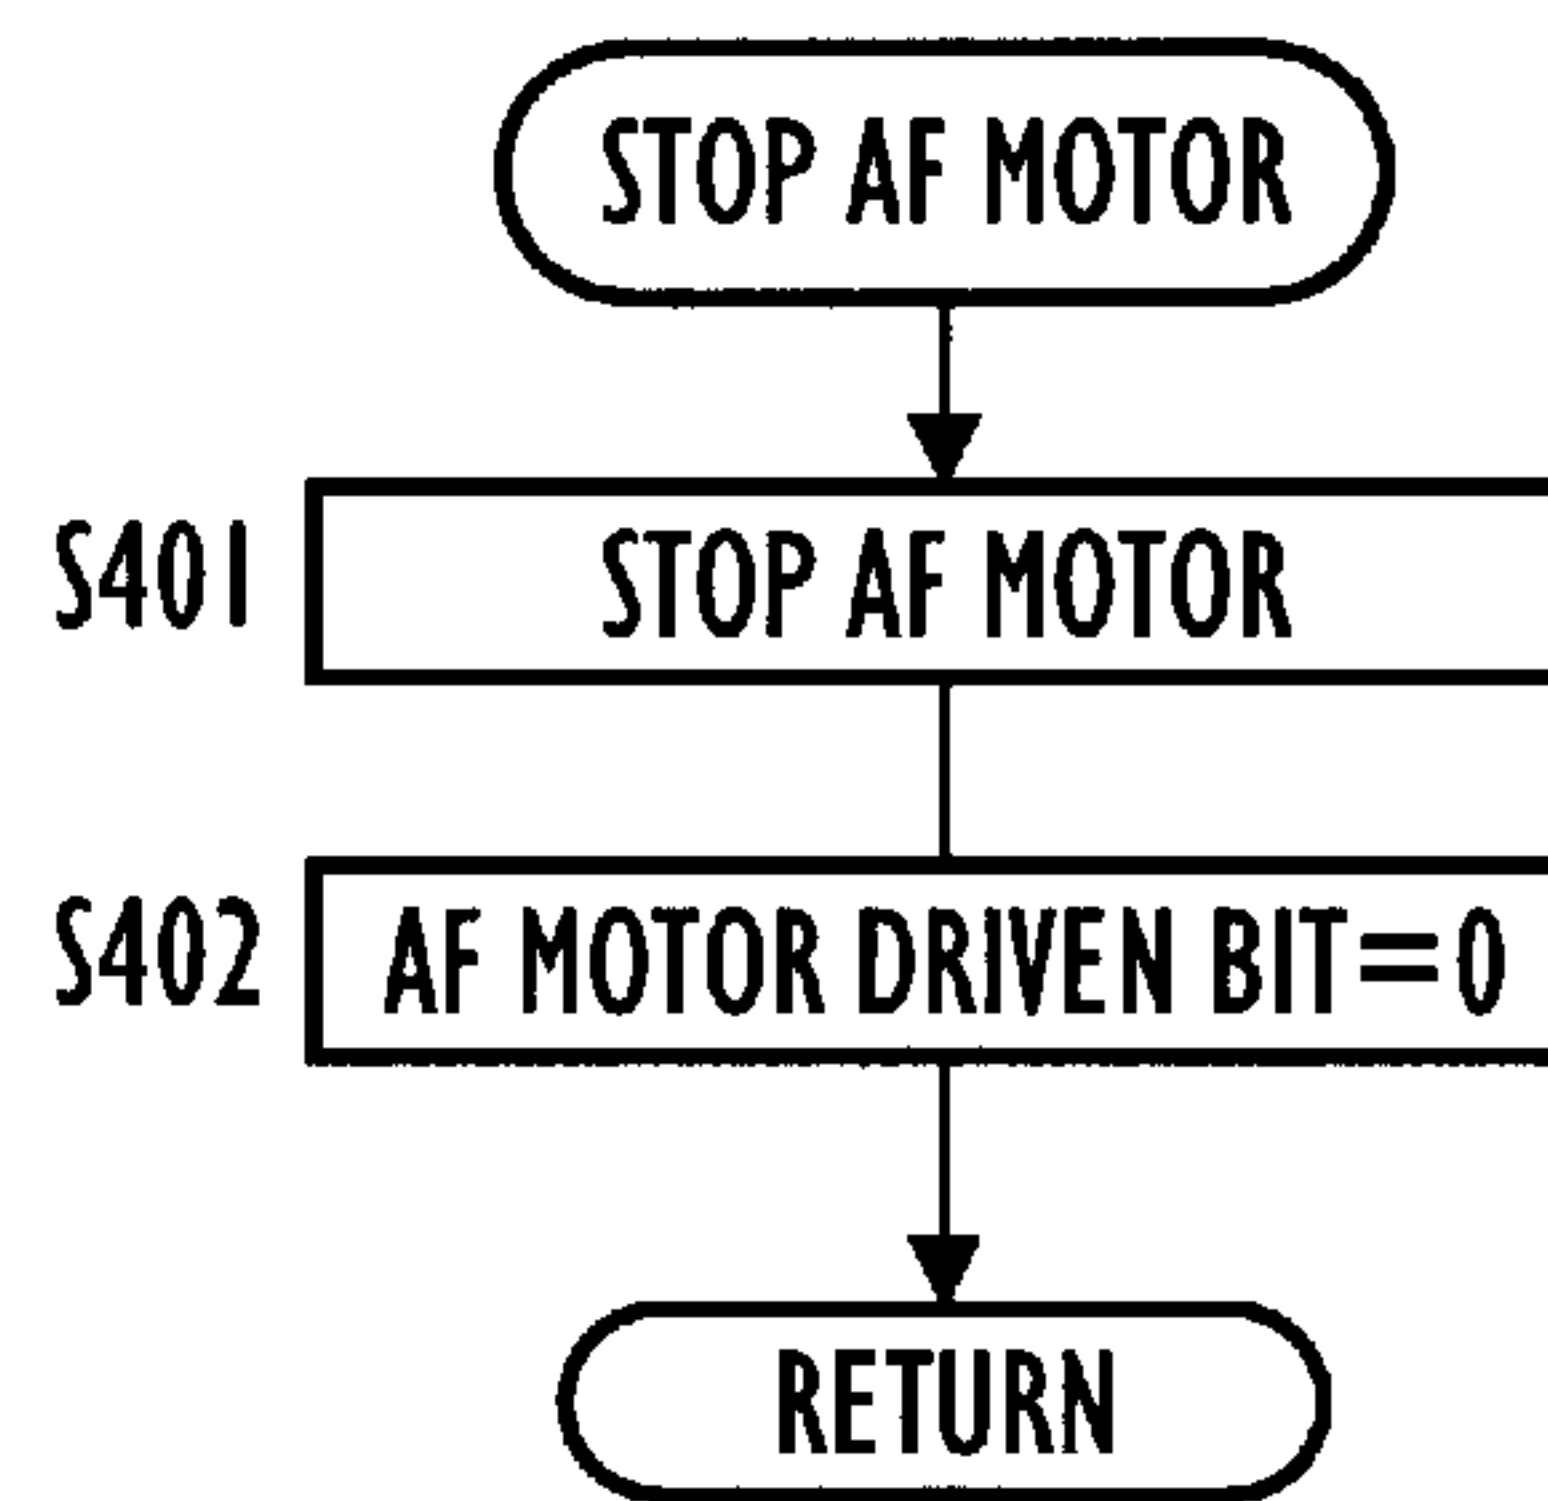 STOP AF MOTOR
S401 STOP AF MOTOR
S402 AF MOTOR DRIVEN BIT=0
RETURN